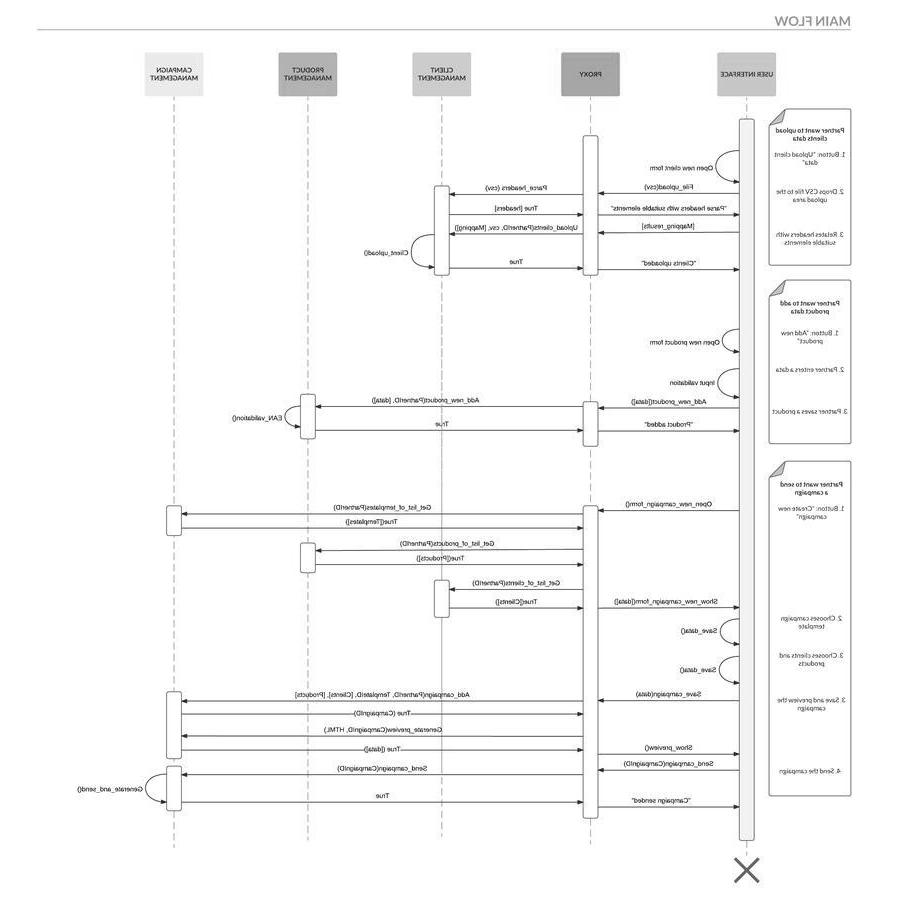 MAIN FLOW
USER INTERFACE
PROXY
CLIENT
MANAGEMENT
PRODUCT
MANAGEMENT
CAMPAIGN
MANAGEMENT
Partner want to upload
clients data
1. Button: "Upload client
data"
2. Drops CSV file to the
upload area
3. Relates headers with
suitable elements
Open new client form
File_upload(csv)
Parce_headers (csv)
True [headers]
"Parse headers with suitable elements"
[Mapping_results]
Upload_clients(PartnerID, csv, [Mapping])
Client_upload()
True
"Clients uploaded"
Partner want to add
product data
1. Button: "Add new
product"
2. Partner enters a data
3. Partner saves a product
Open new product form
Input validation
Add_new_product([data])
Add_new_product(PartnerID, [data])
EAN_validation()
True
"Product added"
Partner want to send
a campaign
1. Button: "Create new
campaign"
2. Chooses campaign
template
3. Chooses clients and
products
3. Save and preview the
campaign
4. Send the campaign
Open_new_campaign_form()
Get_list_of_templates(PartnerID)
True([Templates])
Get_list_of_products(PartnerID)
True([Products])
Get_list_of_clients(PartnerID)
True([Clients])
Show_new_campaign_form([data])
Save_data()
Save_data()
Save_campaign(data)
Add_campaign(PartnerID, TemplateID, [Clients], [Products]
True (CampaignID)
Generate_preview(CampaignID, HTML)
True ([data])
Show_preview()
Send_campaign(CampaignID)
Send_campaign(CampaignID)
Generate_and_send()
True
"Campaign sended"